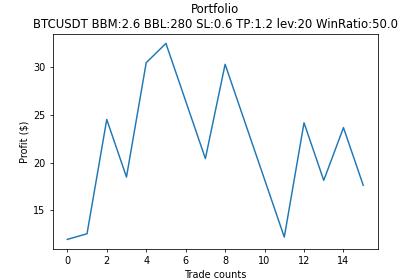 Portfolio
BTCUSDT BBM:2.6 BBL:280 SL:0.6 TP:1.2 lev:20 WinRatio:50.0
Profit ($)
30
25
20
15
0 2 4 6 8 10 12 14
Trade counts